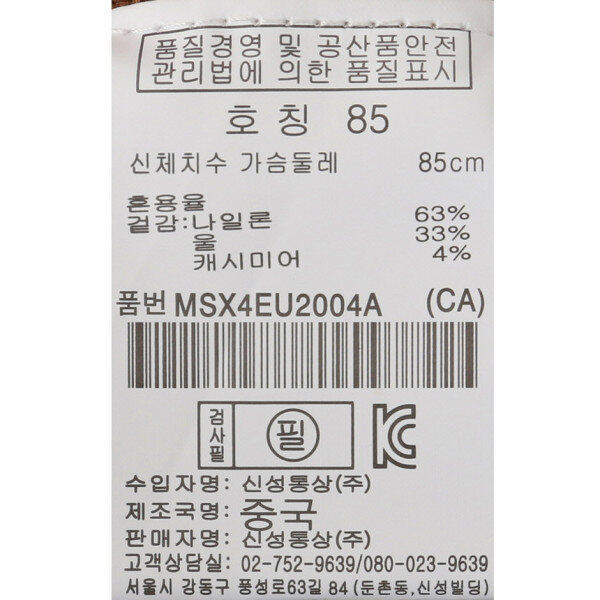 품질경영 및 공산품안전
관리법에 의한 품질표시
호 칭 85
신체치수 가슴둘레 85cm
혼용율
겉감:나일론 63%
울 33%
캐시미어 4%
품번 MSX4EU2004A (CA)
검사필 필 KC
수입자명: 신성통상(주)
제조국명: 중국
판매자명: 신성통상(주)
고객상담실: 02-752-9639/080-023-9639
서울시 강동구 풍성로63길 84 (둔촌동,신성빌딩)